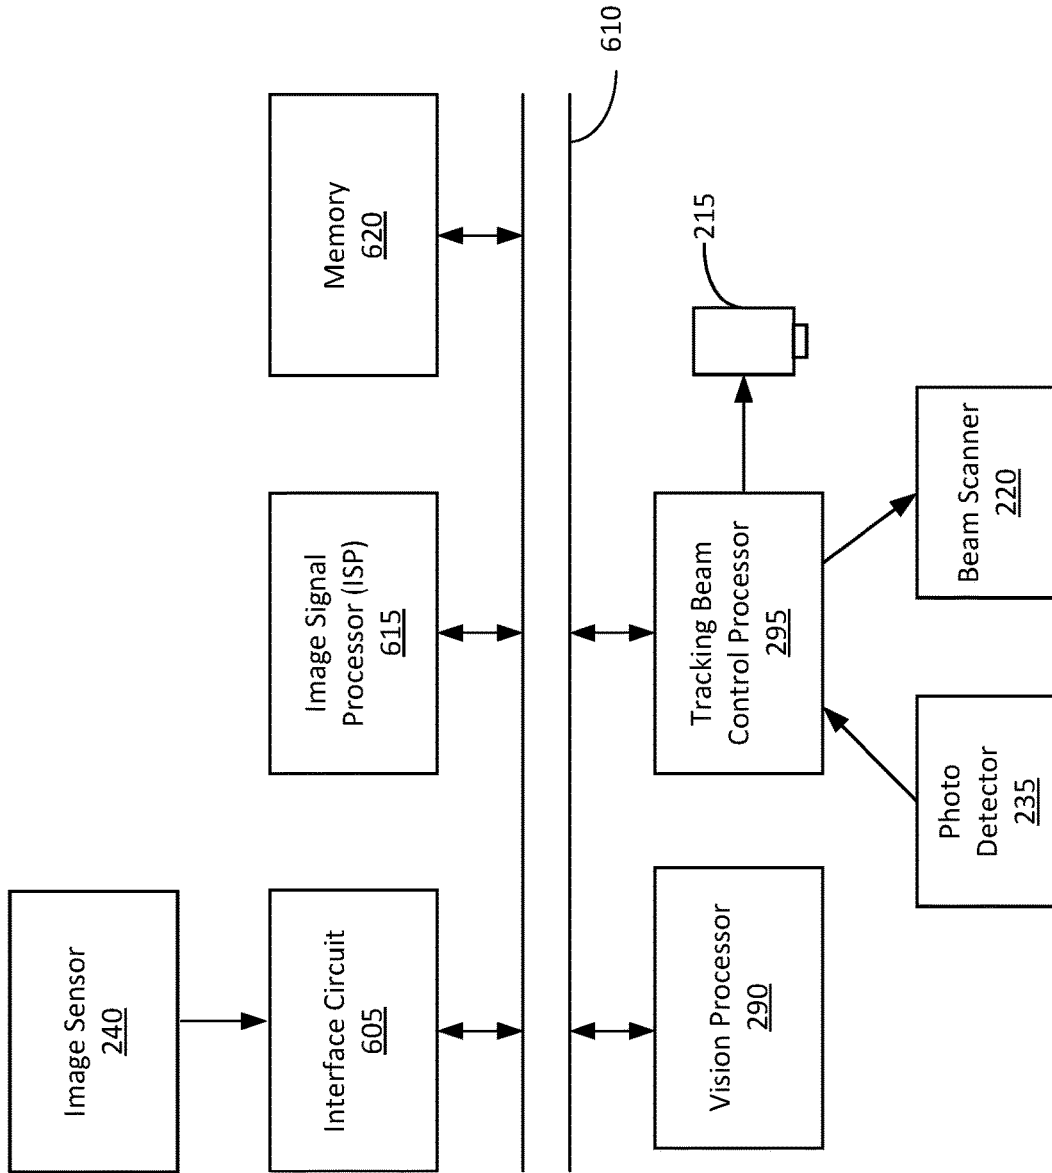 Image Sensor
240
Interface Circuit
605
Image Signal
Processor (ISP)
615
Memory
620
610
Vision Processor
290
Tracking Beam
Control Processor
295
215
Photo
Detector
235
Beam Scanner
220